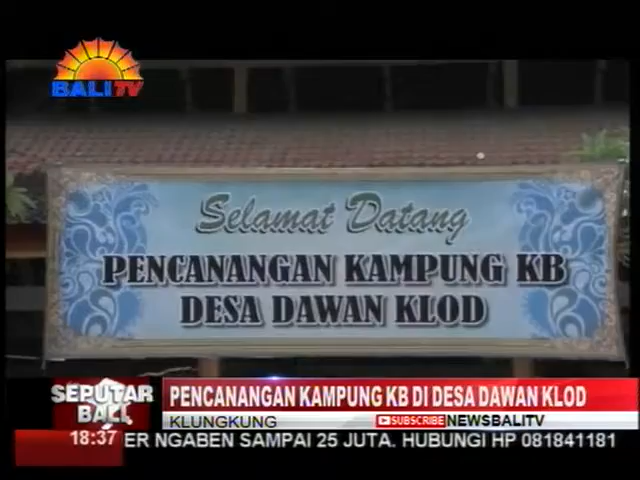 BALI TV
Selamat Datang
PENCANANGAN KAMPUNG KB
DESA DAWAN KLOD
SEPUTAR
BALI
PENCANANGAN KAMPUNG KB DI DESA DAWAN KLOD
KLUNGKUNG
SUBSCRIBE NEWSBALITV
18:37
ER NGABEN SAMPAI 25 JUTA. HUBUNGI HP 081841181